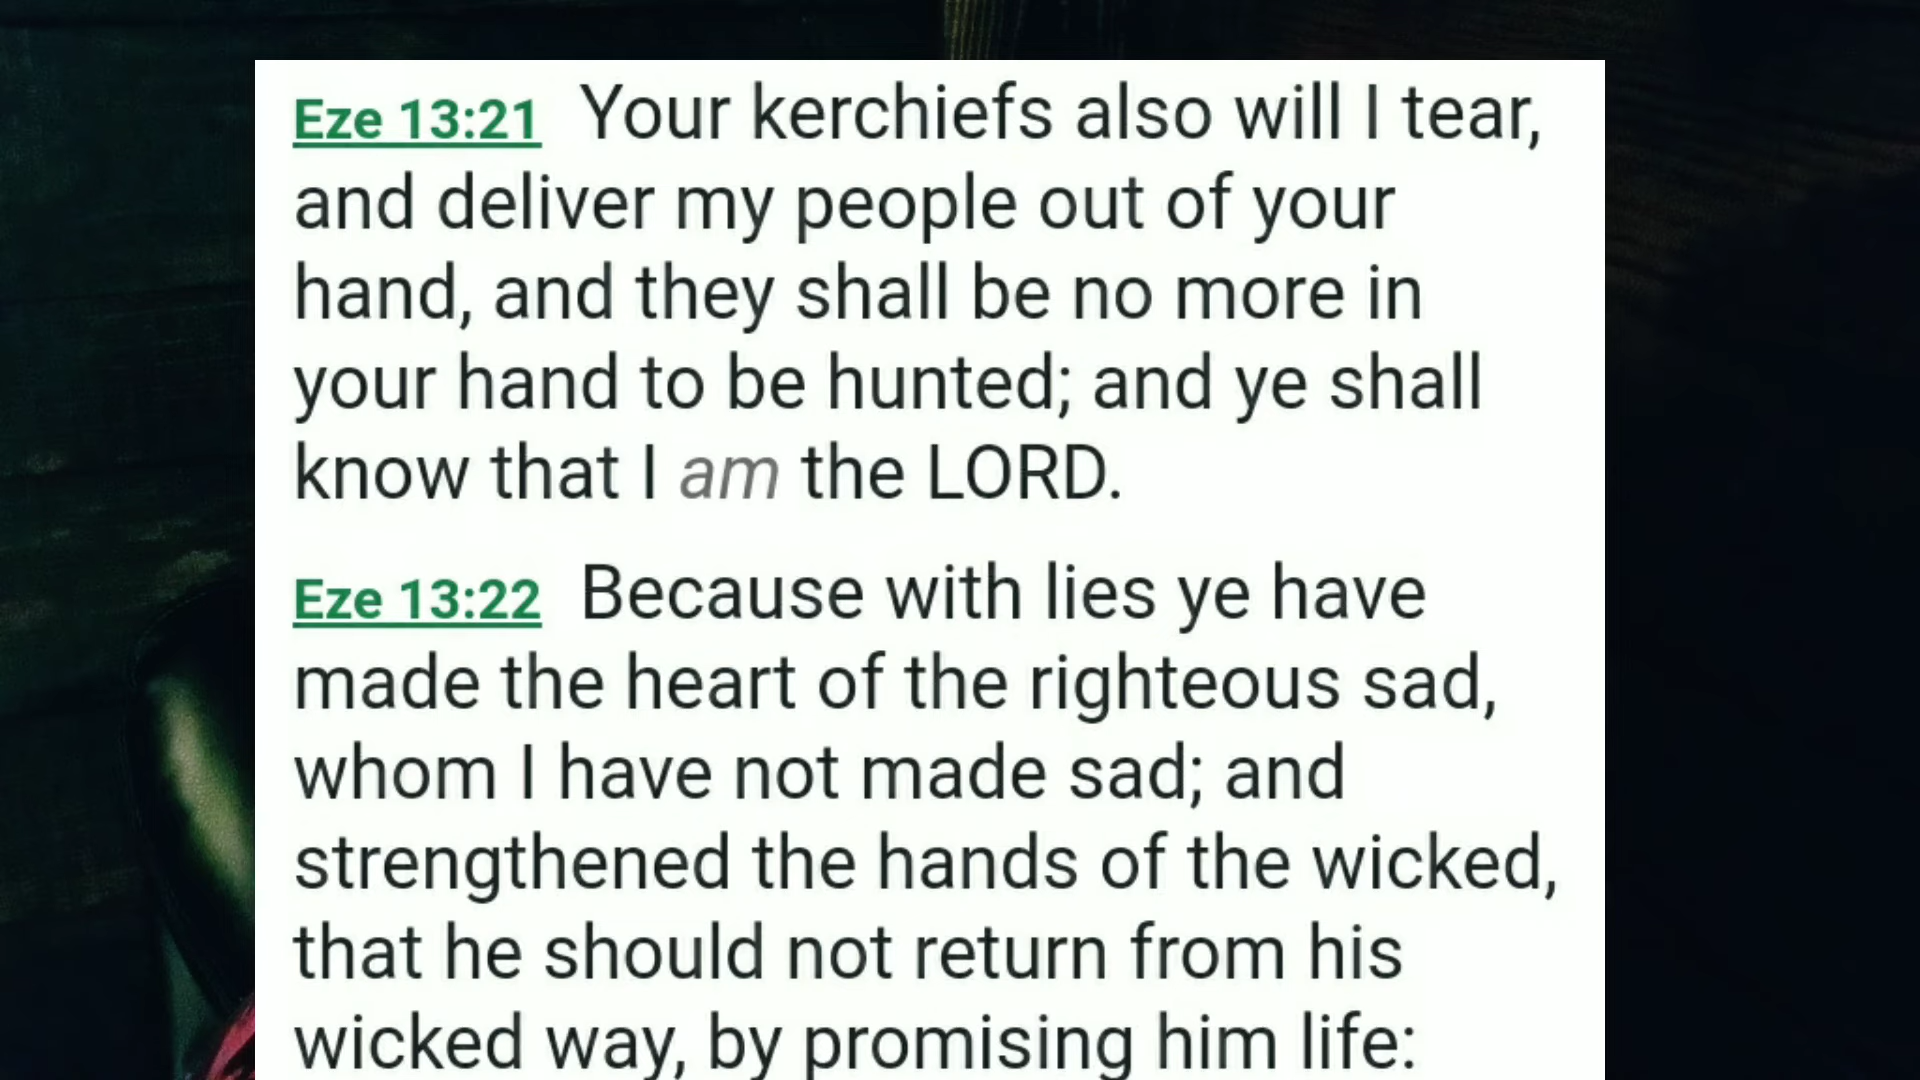 Eze 13:21 Your kerchiefs also will I tear,
and deliver my people out of your
hand, and they shall be no more in
your hand to be hunted; and ye shall
know that I am the LORD.
Eze 13:22 Because with lies ye have
made the heart of the righteous sad,
whom I have not made sad; and
strengthened the hands of the wicked,
that he should not return from his
wicked way, by promising him life: